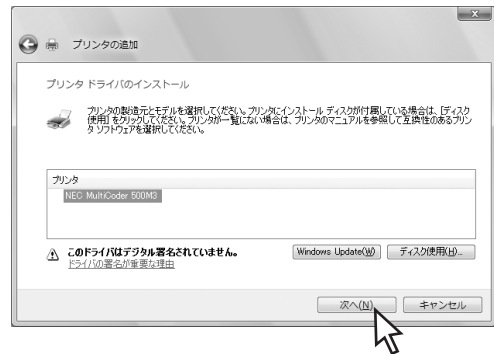 プリンタの追加
プリンタ ドライバのインストール
プリンタの製造元とモデルを選択してください。プリンタにインストール ディスクが付属している場合は、[ディスク
使用] をクリックしてください。プリンタが一覧にない場合は、プリンタのマニュアルを参照して互換性のあるプリン
タ ソフトウェアを選択してください。
プリンタ
NEC MultiCoder 500M3
このドライバはデジタル署名されていません。
ドライバの署名が重要な理由
Windows Update(W)
ディスク使用(H)...
次へ(N)
キャンセル